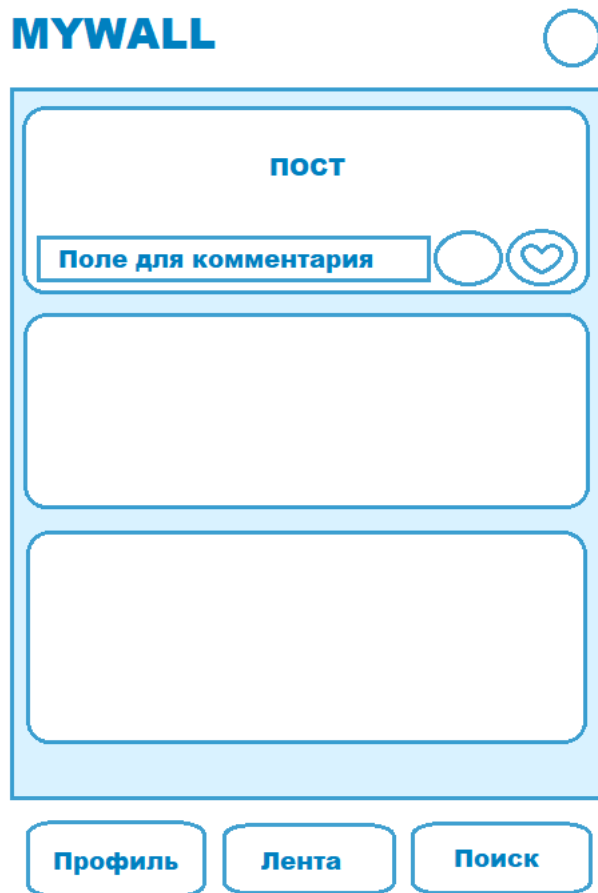 MYWALL
пост
Поле для комментария
Профиль
Лента
Поиск